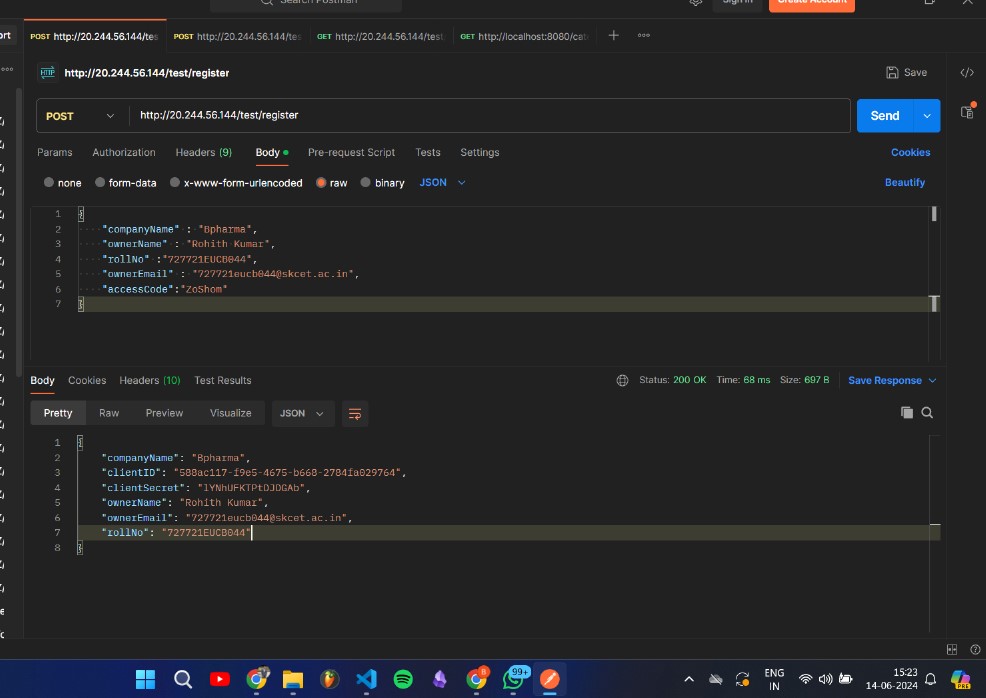 Search Postman
Sign In
Create Account
ort
POST http://20.244.56.144/tes
POST http://20.244.56.144/tes
GET http://20.244.56.144/test.
GET http://localhost:8080/cat
HTTP http://20.244.56.144/test/register
Save
POST
http://20.244.56.144/test/register
Send
Params
Authorization
Headers (9)
Body
Pre-request Script
Tests
Settings
Cookies
none
form-data
x-www-form-urlencoded
raw
binary
JSON
Beautify
1 {
2 "companyName" : "Bpharma",
3 "ownerName" : "Rohith Kumar",
4 "rollNo" :"727721EUCB044",
5 "ownerEmail" : "727721eucb044@skcet.ac.in",
6 "accessCode":"ZoShom"
7 }
Body
Cookies
Headers (10)
Test Results
Status: 200 OK
Time: 68 ms
Size: 697 B
Save Response
Pretty
Raw
Preview
Visualize
JSON
1 {
2 "companyName": "Bpharma",
3 "clientID": "588ac117-f9e5-4675-b668-2784fa029764",
4 "clientSecret":
5 "ownerName": "Rohith Kumar",
6 "ownerEmail": "727721eucb044@skcet.ac.in",
7 "rollNo": "727721EUCB044"
8 }
8
99+
ENG
IN
15:23
14-06-2024
PRE